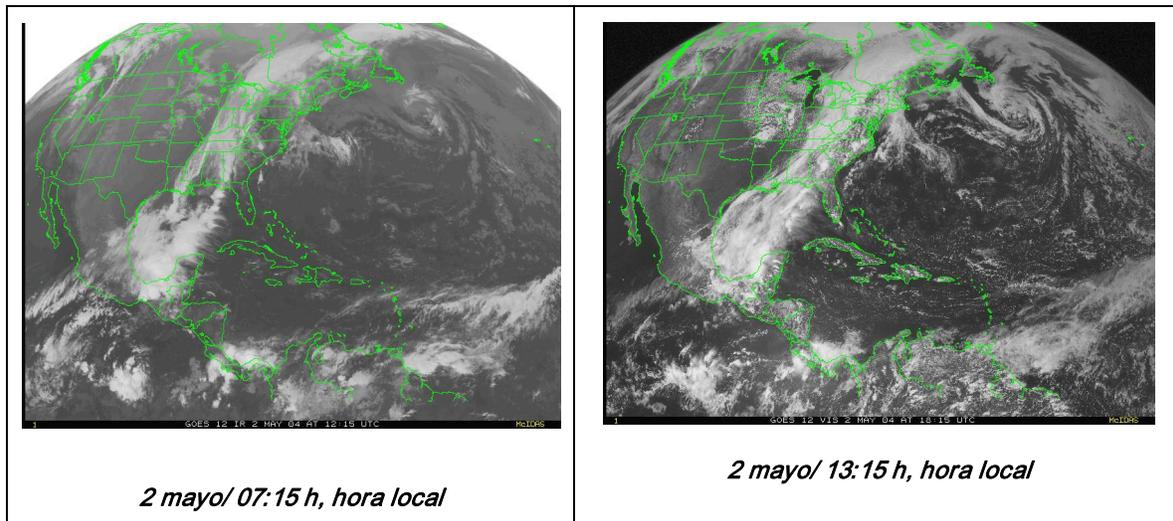 1 GOES 12 IR 2 MAY 04 AT 12:15 UTC McIDAS
2 mayo/ 07:15 h, hora local
1 GOES 12 VIS 2 MAY 04 AT 18:15 UTC McIDAS
2 mayo/ 13:15 h, hora local